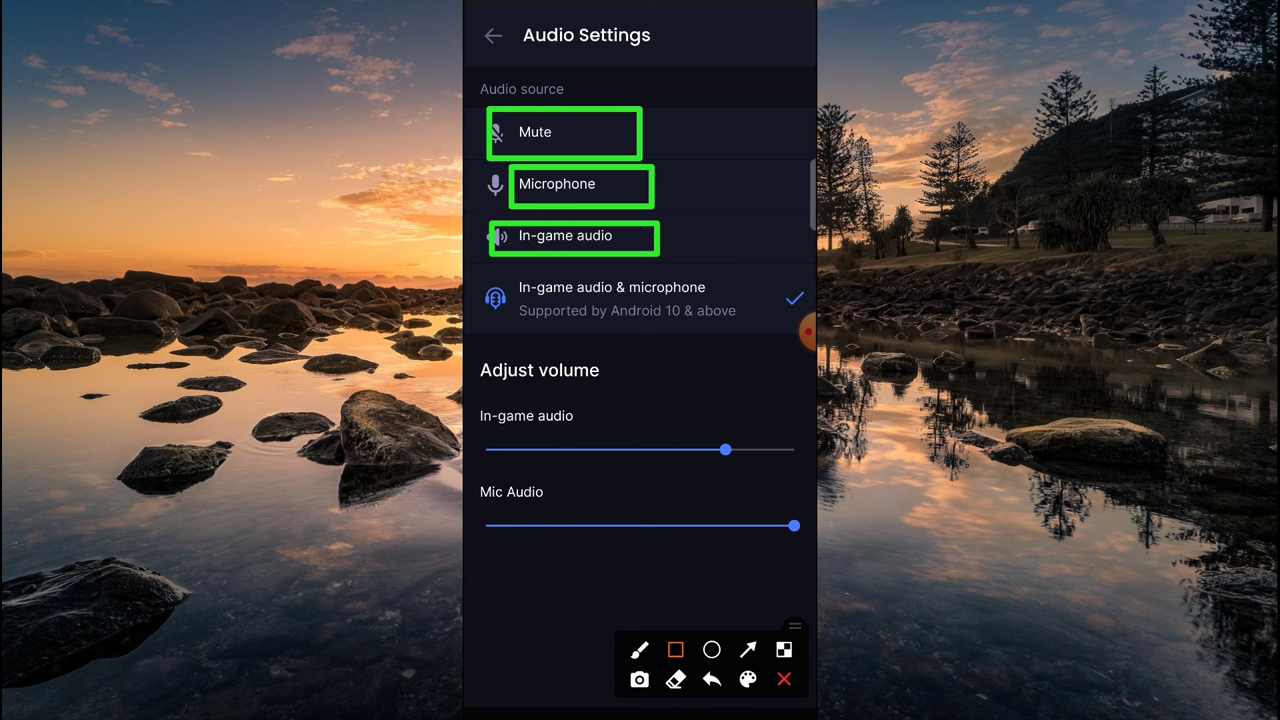 Audio Settings
Audio source
Mute
Microphone
In-game audio
In-game audio & microphone
Supported by Android 10 & above
Adjust volume
In-game audio
Mic Audio